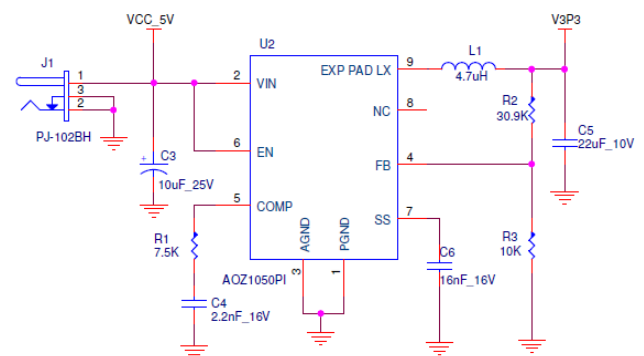 VCC_5V
V3P3
J1
1
3
2
PJ-102BH
U2
2
VIN
6
EN
5
COMP
EXP PAD LX
9
NC
8
FB
4
SS
7
AGND
3
PGND
1
AOZ1050PI
L1
4.7uH
R2
30.9K
C5
22uF_10V
C3
+
10uF_25V
R1
7.5K
C4
2.2nF_16V
C6
16nF_16V
R3
10K